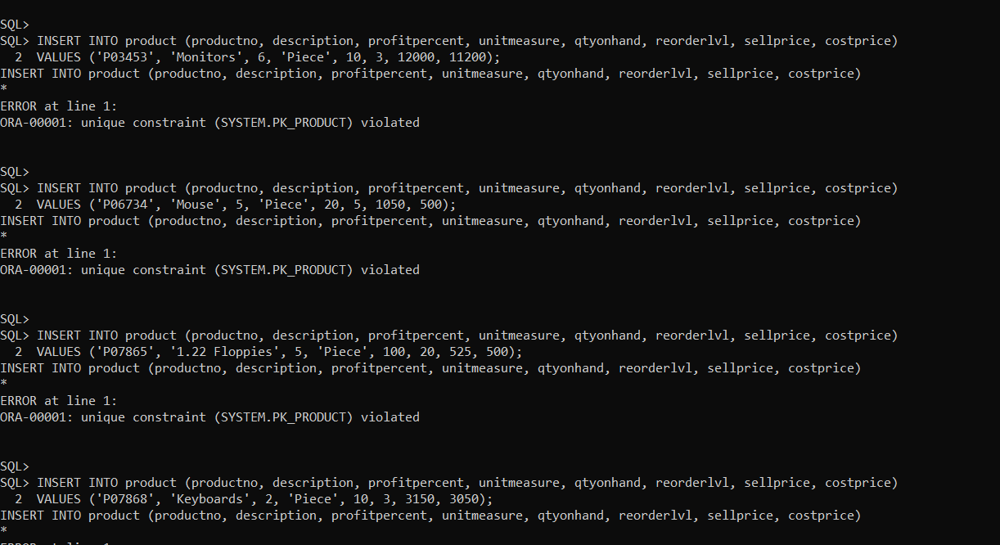 SQL>
SQL> INSERT INTO product (productno, description, profitpercent, unitmeasure, qtyonhand, reorderlvl, sellprice, costprice)
  2  VALUES ('P03453', 'Monitors', 6, 'Piece', 10, 3, 12000, 11200);
INSERT INTO product (productno, description, profitpercent, unitmeasure, qtyonhand, reorderlvl, sellprice, costprice)
*
ERROR at line 1:
ORA-00001: unique constraint (SYSTEM.PK_PRODUCT) violated
SQL>
SQL> INSERT INTO product (productno, description, profitpercent, unitmeasure, qtyonhand, reorderlvl, sellprice, costprice)
  2  VALUES ('P06734', 'Mouse', 5, 'Piece', 20, 5, 1050, 500);
INSERT INTO product (productno, description, profitpercent, unitmeasure, qtyonhand, reorderlvl, sellprice, costprice)
*
ERROR at line 1:
ORA-00001: unique constraint (SYSTEM.PK_PRODUCT) violated
SQL>
SQL> INSERT INTO product (productno, description, profitpercent, unitmeasure, qtyonhand, reorderlvl, sellprice, costprice)
  2  VALUES ('P07865', '1.22 Floppies', 5, 'Piece', 100, 20, 525, 500);
INSERT INTO product (productno, description, profitpercent, unitmeasure, qtyonhand, reorderlvl, sellprice, costprice)
*
ERROR at line 1:
ORA-00001: unique constraint (SYSTEM.PK_PRODUCT) violated
SQL>
SQL> INSERT INTO product (productno, description, profitpercent, unitmeasure, qtyonhand, reorderlvl, sellprice, costprice)
  2  VALUES ('P07868', 'Keyboards', 2, 'Piece', 10, 3, 3150, 3050);
INSERT INTO product (productno, description, profitpercent, unitmeasure, qtyonhand, reorderlvl, sellprice, costprice)
*